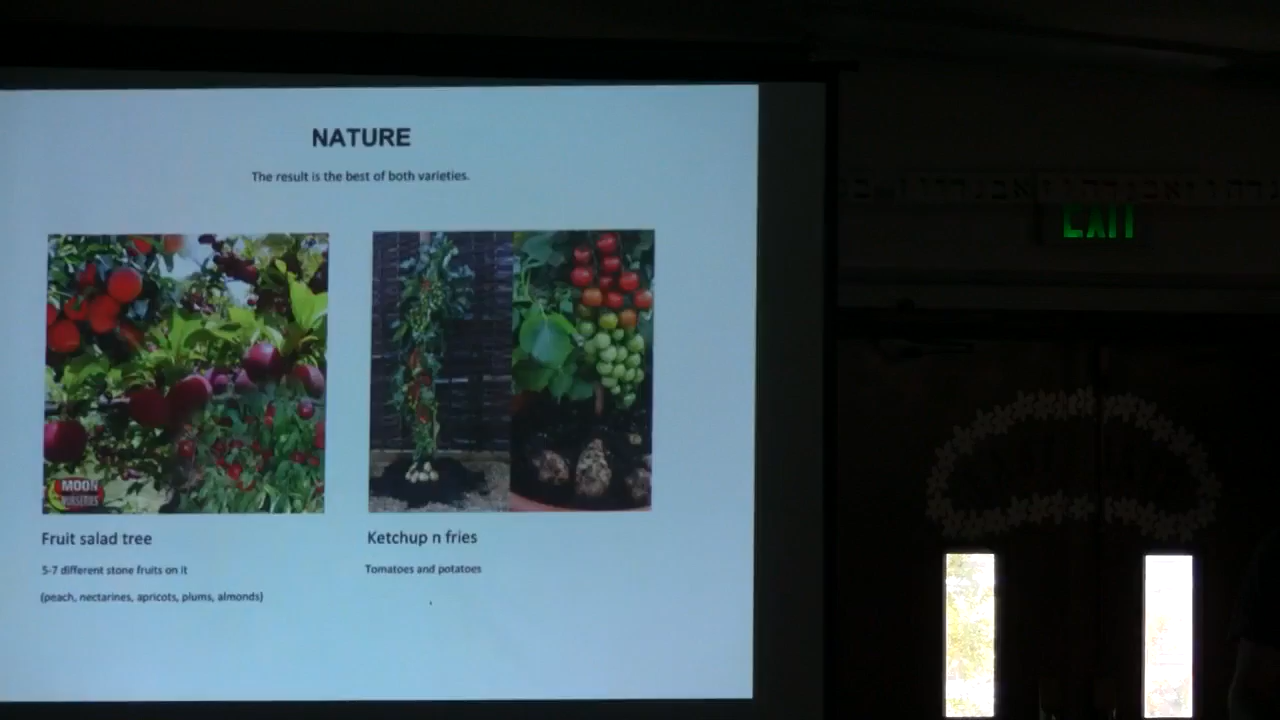 NATURE
The result is the best of both varieties.
MOON
NURSERIES
Fruit salad tree
5-7 different stone fruits on it
(peach, nectarines, apricots, plums, almonds)
Ketchup n fries
Tomatoes and potatoes
EXIT